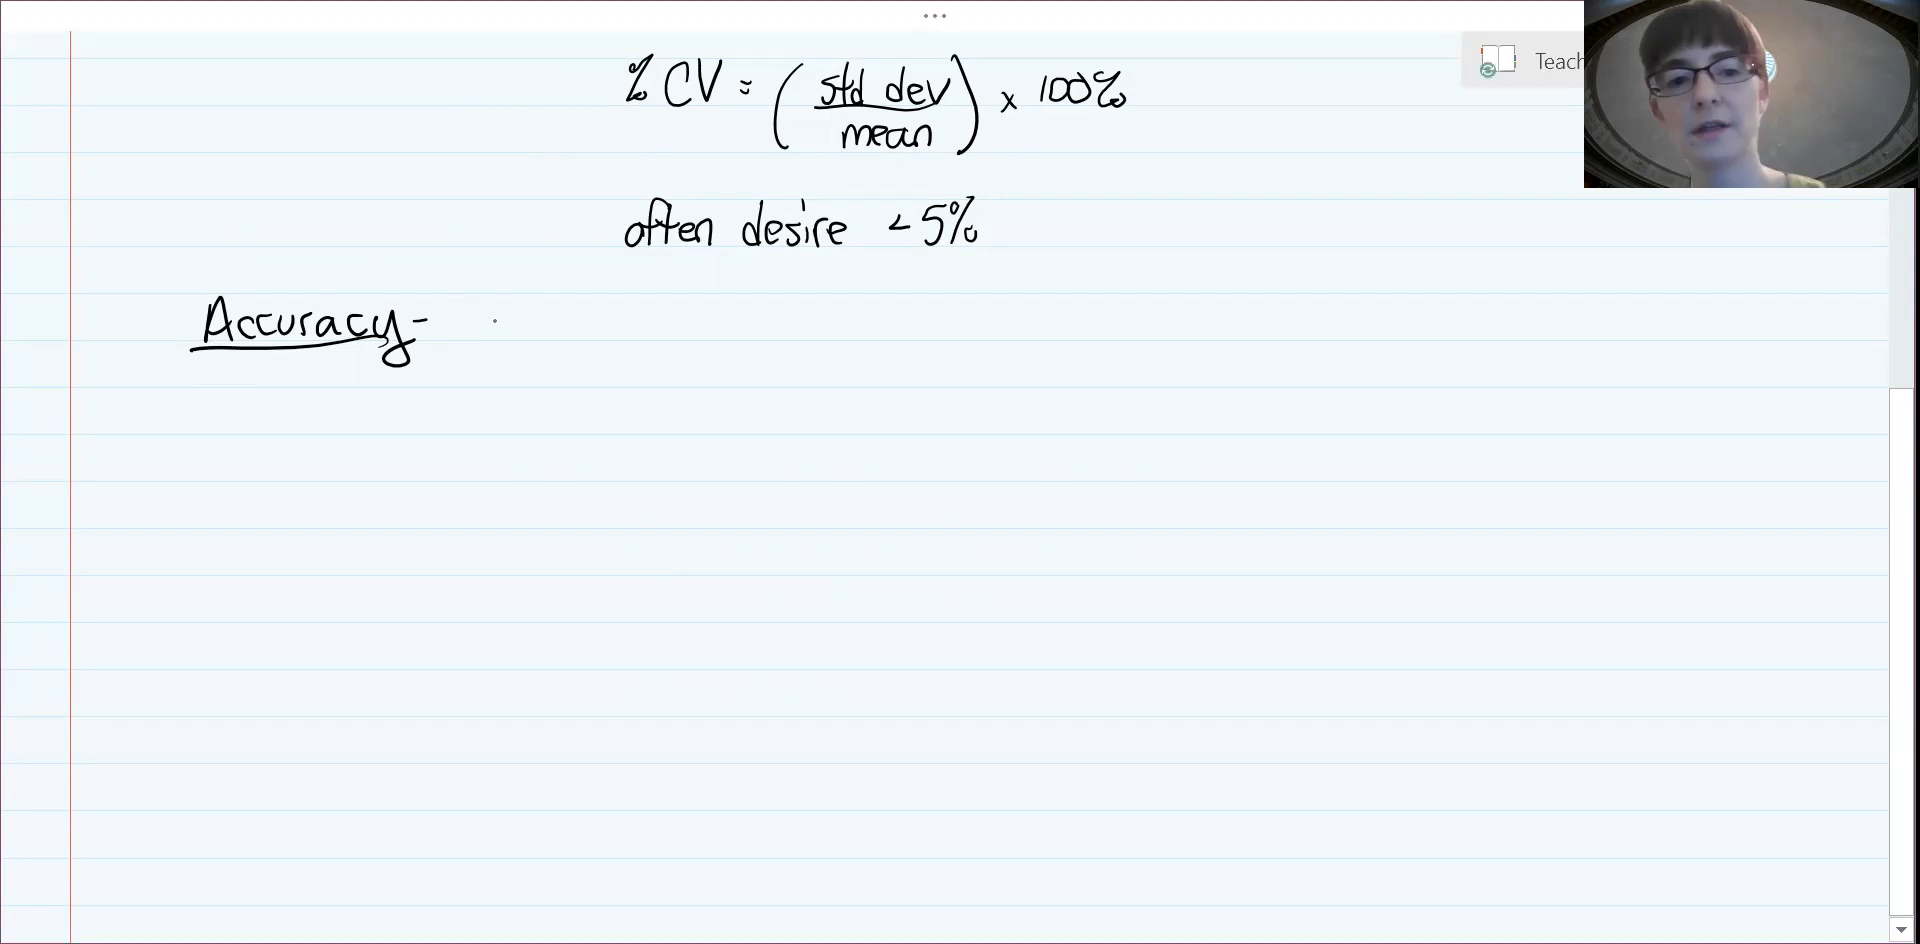 % CV = (std dev / mean) x 100%
Teach
often desire < 5%
Accuracy-